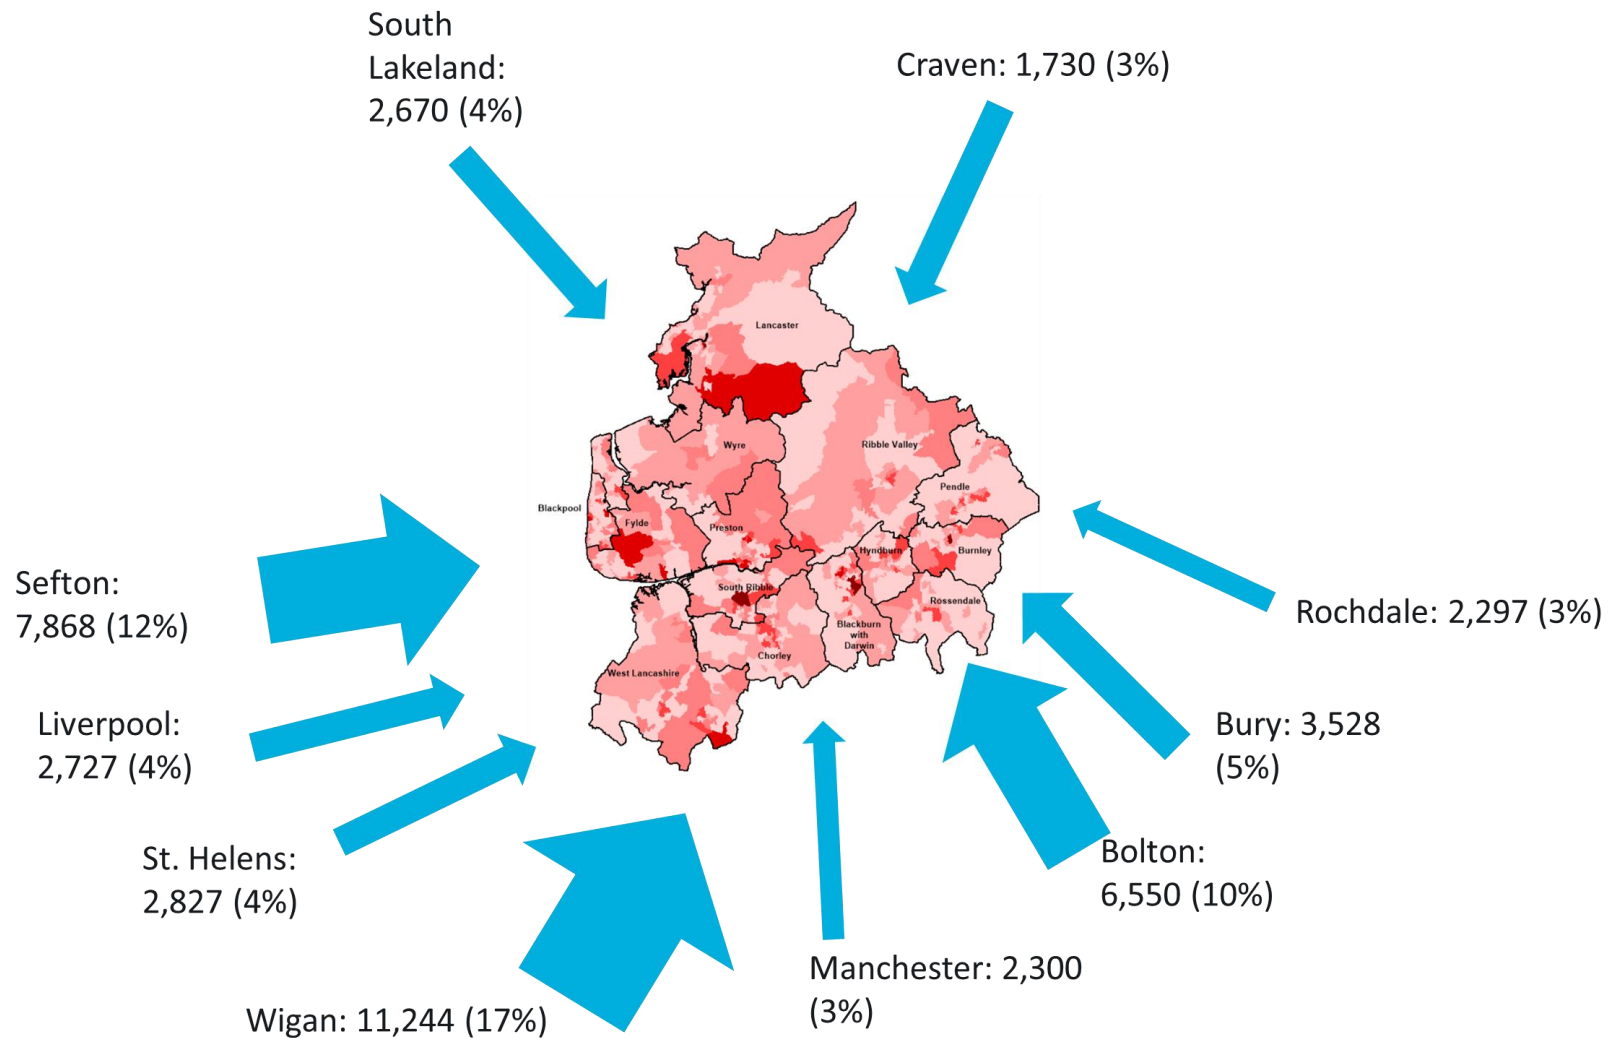 South
Lakeland:
2,670 (4%)
Craven: 1,730 (3%)
Lancaster
Wyre
Ribble Valley
Pendle
Blackpool
Fylde
Preston
Hyndburn
Burnley
South Ribble
Rossendale
Blackburn
with
Darwin
Chorley
West Lancashire
Sefton:
7,868 (12%)
Rochdale: 2,297 (3%)
Liverpool:
2,727 (4%)
Bury: 3,528
(5%)
St. Helens:
2,827 (4%)
Bolton:
6,550 (10%)
Manchester: 2,300
(3%)
Wigan: 11,244 (17%)